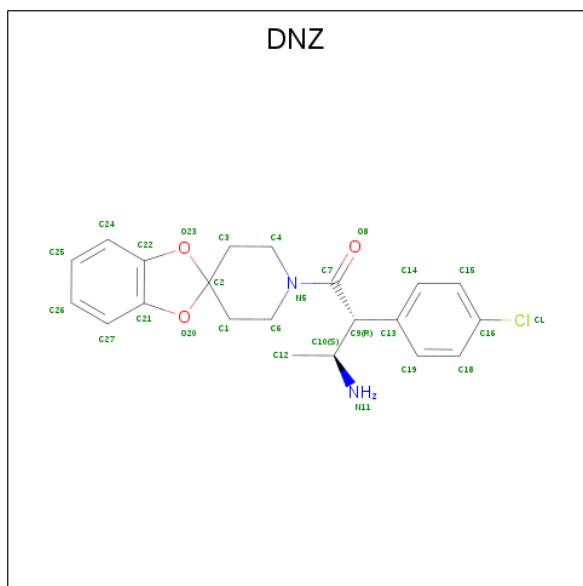 DNZ
C24 O23 C3 C4 O8
C25 C22 C7 C14 C15
C2 N5
C26 C21 O20 C1 C6 C9(R) C13 C16 Cl CL
C27 C10(S) C19 C18
C12
NH2
N11
O
O
N
O